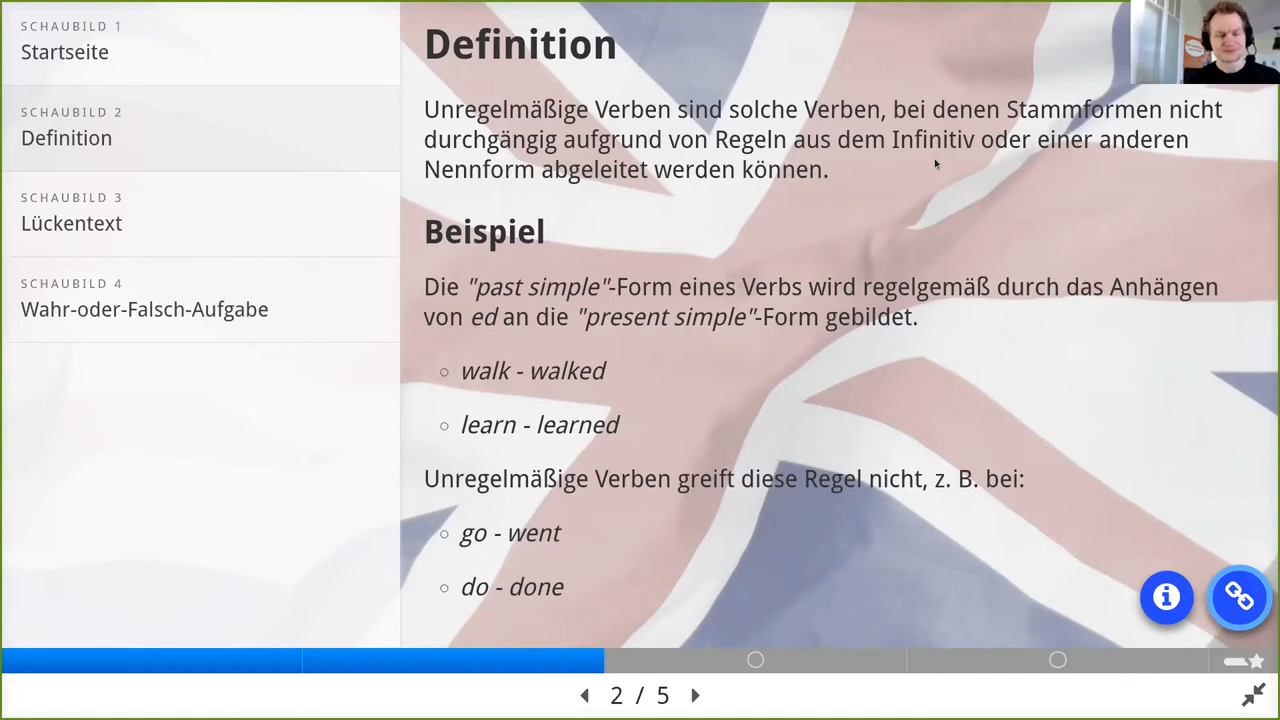 SCHAUBILD 1
Startseite
SCHAUBILD 2
Definition
SCHAUBILD 3
Lückentext
SCHAUBILD 4
Wahr-oder-Falsch-Aufgabe
Definition
Unregelmäßige Verben sind solche Verben, bei denen Stammformen nicht
durchgängig aufgrund von Regeln aus dem Infinitiv oder einer anderen
Nennform abgeleitet werden können.
Beispiel
Die "past simple"-Form eines Verbs wird regelgemäß durch das Anhängen
von ed an die "present simple"-Form gebildet.
walk - walked
learn - learned
Unregelmäßige Verben greift diese Regel nicht, z. B. bei:
go - went
do - done
2 / 5